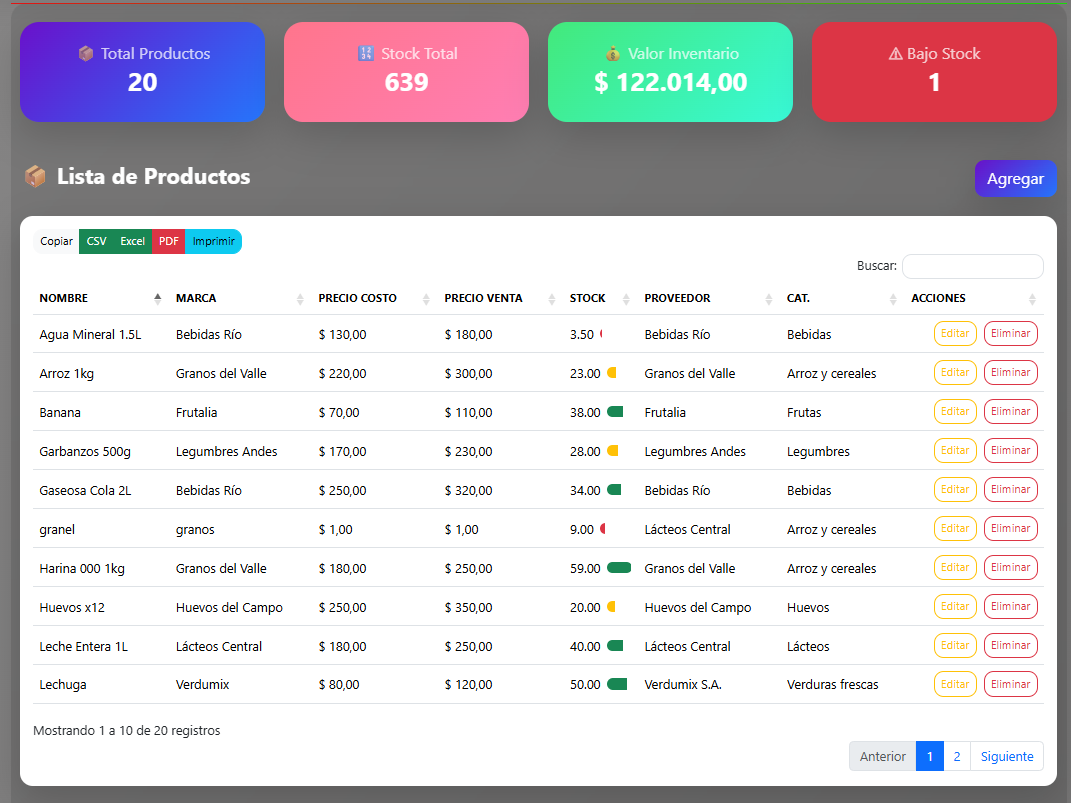 📦 Total Productos
20
🔢 Stock Total
639
💰 Valor Inventario
$ 122.014,00
⚠ Bajo Stock
1
📦 Lista de Productos
Agregar
Copiar CSV Excel PDF Imprimir
Buscar:
NOMBRE MARCA PRECIO COSTO PRECIO VENTA STOCK PROVEEDOR CAT. ACCIONES
Agua Mineral 1.5L Bebidas Río $ 130,00 $ 180,00 3.50 Bebidas Río Bebidas Editar Eliminar
Arroz 1kg Granos del Valle $ 220,00 $ 300,00 23.00 Granos del Valle Arroz y cereales Editar Eliminar
Banana Frutalia $ 70,00 $ 110,00 38.00 Frutalia Frutas Editar Eliminar
Garbanzos 500g Legumbres Andes $ 170,00 $ 230,00 28.00 Legumbres Andes Legumbres Editar Eliminar
Gaseosa Cola 2L Bebidas Río $ 250,00 $ 320,00 34.00 Bebidas Río Bebidas Editar Eliminar
granel granos $ 1,00 $ 1,00 9.00 Lácteos Central Arroz y cereales Editar Eliminar
Harina 000 1kg Granos del Valle $ 180,00 $ 250,00 59.00 Granos del Valle Arroz y cereales Editar Eliminar
Huevos x12 Huevos del Campo $ 250,00 $ 350,00 20.00 Huevos del Campo Huevos Editar Eliminar
Leche Entera 1L Lácteos Central $ 180,00 $ 250,00 40.00 Lácteos Central Lácteos Editar Eliminar
Lechuga Verdumix $ 80,00 $ 120,00 50.00 Verdumix S.A. Verduras frescas Editar Eliminar
Mostrando 1 a 10 de 20 registros
Anterior 1 2 Siguiente